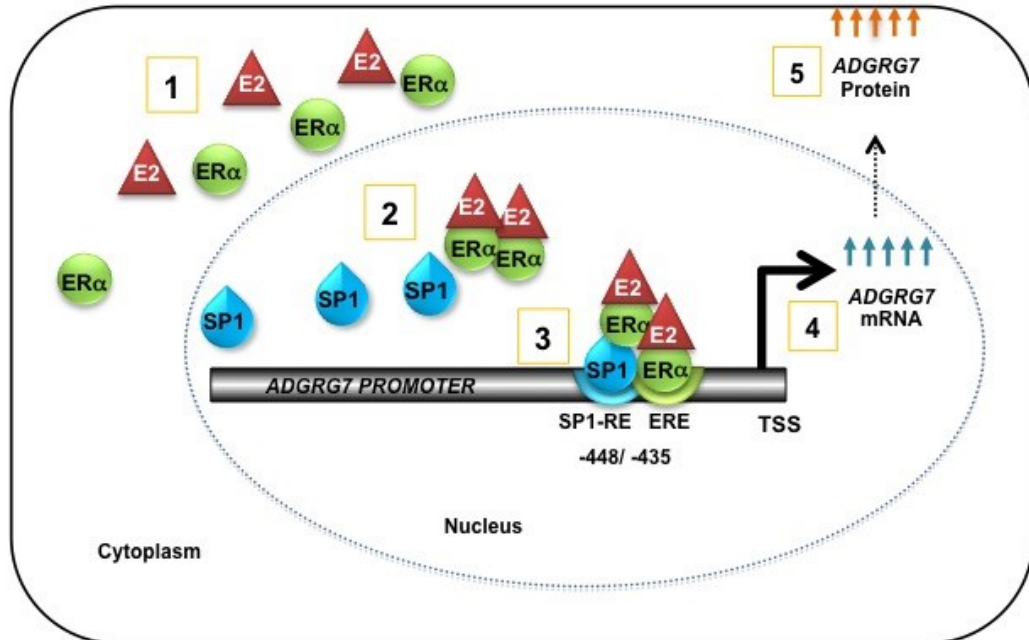 1
E2
E2
ERα
ERα
E2
ERα
ERα
5
ADGRG7
Protein
2
E2
E2
ERα
ERα
SP1
SP1
SP1
3
E2
ERα
E2
SP1
ERα
4
ADGRG7
mRNA
ADGRG7 PROMOTER
SP1-RE ERE
TSS
-448/ -435
Nucleus
Cytoplasm